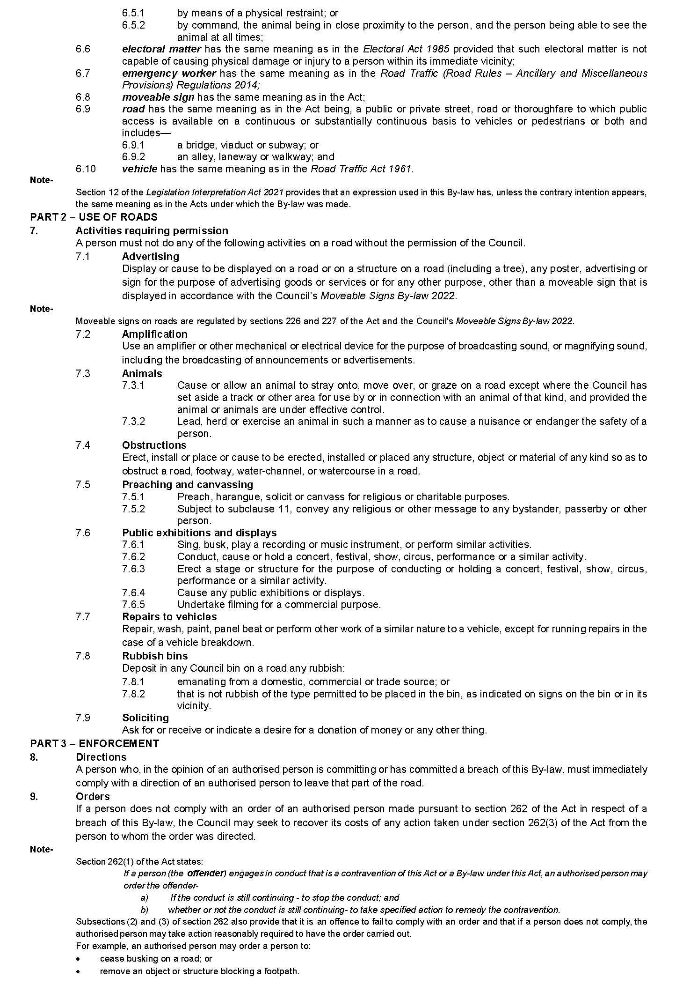 6.5.1 by means of a physical restraint; or
6.5.2 by command, the animal being in close proximity to the person, and the person being able to see the
animal at all times;
6.6 electoral matter has the same meaning as in the Electoral Act 1985 provided that such electoral matter is not
capable of causing physical damage or injury to a person within its immediate vicinity;
6.7 emergency worker has the same meaning as in the Road Traffic (Road Rules – Ancillary and Miscellaneous
Provisions) Regulations 2014;
6.8 moveable sign has the same meaning as in the Act;
6.9 road has the same meaning as in the Act being, a public or private street, road or thoroughfare to which public
access is available on a continuous or substantially continuous basis to vehicles or pedestrians or both and
includes—
6.9.1 a bridge, viaduct or subway; or
6.9.2 an alley, laneway or walkway; and
6.10 vehicle has the same meaning as in the Road Traffic Act 1961.
Note-
Section 12 of the Legislation Interpretation Act 2021 provides that an expression used in this By-law has, unless the contrary intention appears,
the same meaning as in the Acts under which the By-law was made.
PART 2 – USE OF ROADS
7. Activities requiring permission
A person must not do any of the following activities on a road without the permission of the Council.
7.1 Advertising
Display or cause to be displayed on a road or on a structure on a road (including a tree), any poster, advertising or
sign for the purpose of advertising goods or services or for any other purpose, other than a moveable sign that is
displayed in accordance with the Council’s Moveable Signs By-law 2022.
Note-
Moveable signs on roads are regulated by sections 226 and 227 of the Act and the Council's Moveable Signs By-law 2022.
7.2 Amplification
Use an amplifier or other mechanical or electrical device for the purpose of broadcasting sound, or magnifying sound,
including the broadcasting of announcements or advertisements.
7.3 Animals
7.3.1 Cause or allow an animal to stray onto, move over, or graze on a road except where the Council has
set aside a track or other area for use by or in connection with an animal of that kind, and provided the
animal or animals are under effective control.
7.3.2 Lead, herd or exercise an animal in such a manner as to cause a nuisance or endanger the safety of a
person.
7.4 Obstructions
Erect, install or place or cause to be erected, installed or placed any structure, object or material of any kind so as to
obstruct a road, footway, water-channel, or watercourse in a road.
7.5 Preaching and canvassing
7.5.1 Preach, harangue, solicit or canvass for religious or charitable purposes.
7.5.2 Subject to subclause 11, convey any religious or other message to any bystander, passerby or other
person.
7.6 Public exhibitions and displays
7.6.1 Sing, busk, play a recording or music instrument, or perform similar activities.
7.6.2 Conduct, cause or hold a concert, festival, show, circus, performance or a similar activity.
7.6.3 Erect a stage or structure for the purpose of conducting or holding a concert, festival, show, circus,
performance or a similar activity.
7.6.4 Cause any public exhibitions or displays.
7.6.5 Undertake filming for a commercial purpose.
7.7 Repairs to vehicles
Repair, wash, paint, panel beat or perform other work of a similar nature to a vehicle, except for running repairs in the
case of a vehicle breakdown.
7.8 Rubbish bins
Deposit in any Council bin on a road any rubbish:
7.8.1 emanating from a domestic, commercial or trade source; or
7.8.2 that is not rubbish of the type permitted to be placed in the bin, as indicated on signs on the bin or in its
vicinity.
7.9 Soliciting
Ask for or receive or indicate a desire for a donation of money or any other thing.
PART 3 – ENFORCEMENT
8. Directions
A person who, in the opinion of an authorised person is committing or has committed a breach of this By-law, must immediately
comply with a direction of an authorised person to leave that part of the road.
9. Orders
If a person does not comply with an order of an authorised person made pursuant to section 262 of the Act in respect of a
breach of this By-law, the Council may seek to recover its costs of any action taken under section 262(3) of the Act from the
person to whom the order was directed.
Note-
Section 262(1) of the Act states:
If a person (the offender) engages in conduct that is a contravention of this Act or a By-law under this Act, an authorised person may
order the offender-
a) If the conduct is still continuing - to stop the conduct; and
b) whether or not the conduct is still continuing- to take specified action to remedy the contravention.
Subsections (2) and (3) of section 262 also provide that it is an offence to fail to comply with an order and that if a person does not comply, the
authorised person may take action reasonably required to have the order carried out.
For example, an authorised person may order a person to:
• cease busking on a road; or
• remove an object or structure blocking a footpath.